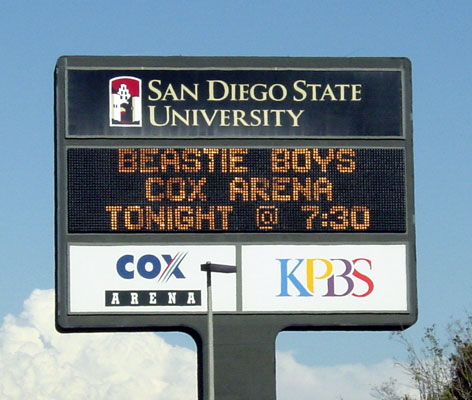 SAN DIEGO STATE
UNIVERSITY
BEASTIE BOYS
COX ARENA
TONIGHT @ 7:30
COX
ARENA
KPBS